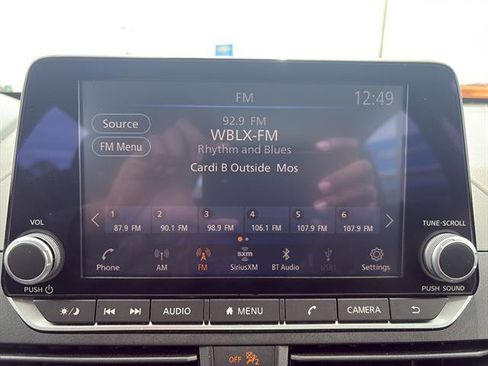 FM
12:49
Source
92.9 FM
WBLX-FM
FM Menu
Rhythm and Blues
Cardi B Outside Mos
1 2 3 4 5 6
87.9 FM 90.1 FM 98.9 FM 106.1 FM 107.9 FM 107.9 FM
sxm
Phone AM FM SiriusXM BT Audio USB1 Settings
VOL
TUNE·SCROLL
PUSH
PUSH SOUND
AUDIO MENU CAMERA
OFF